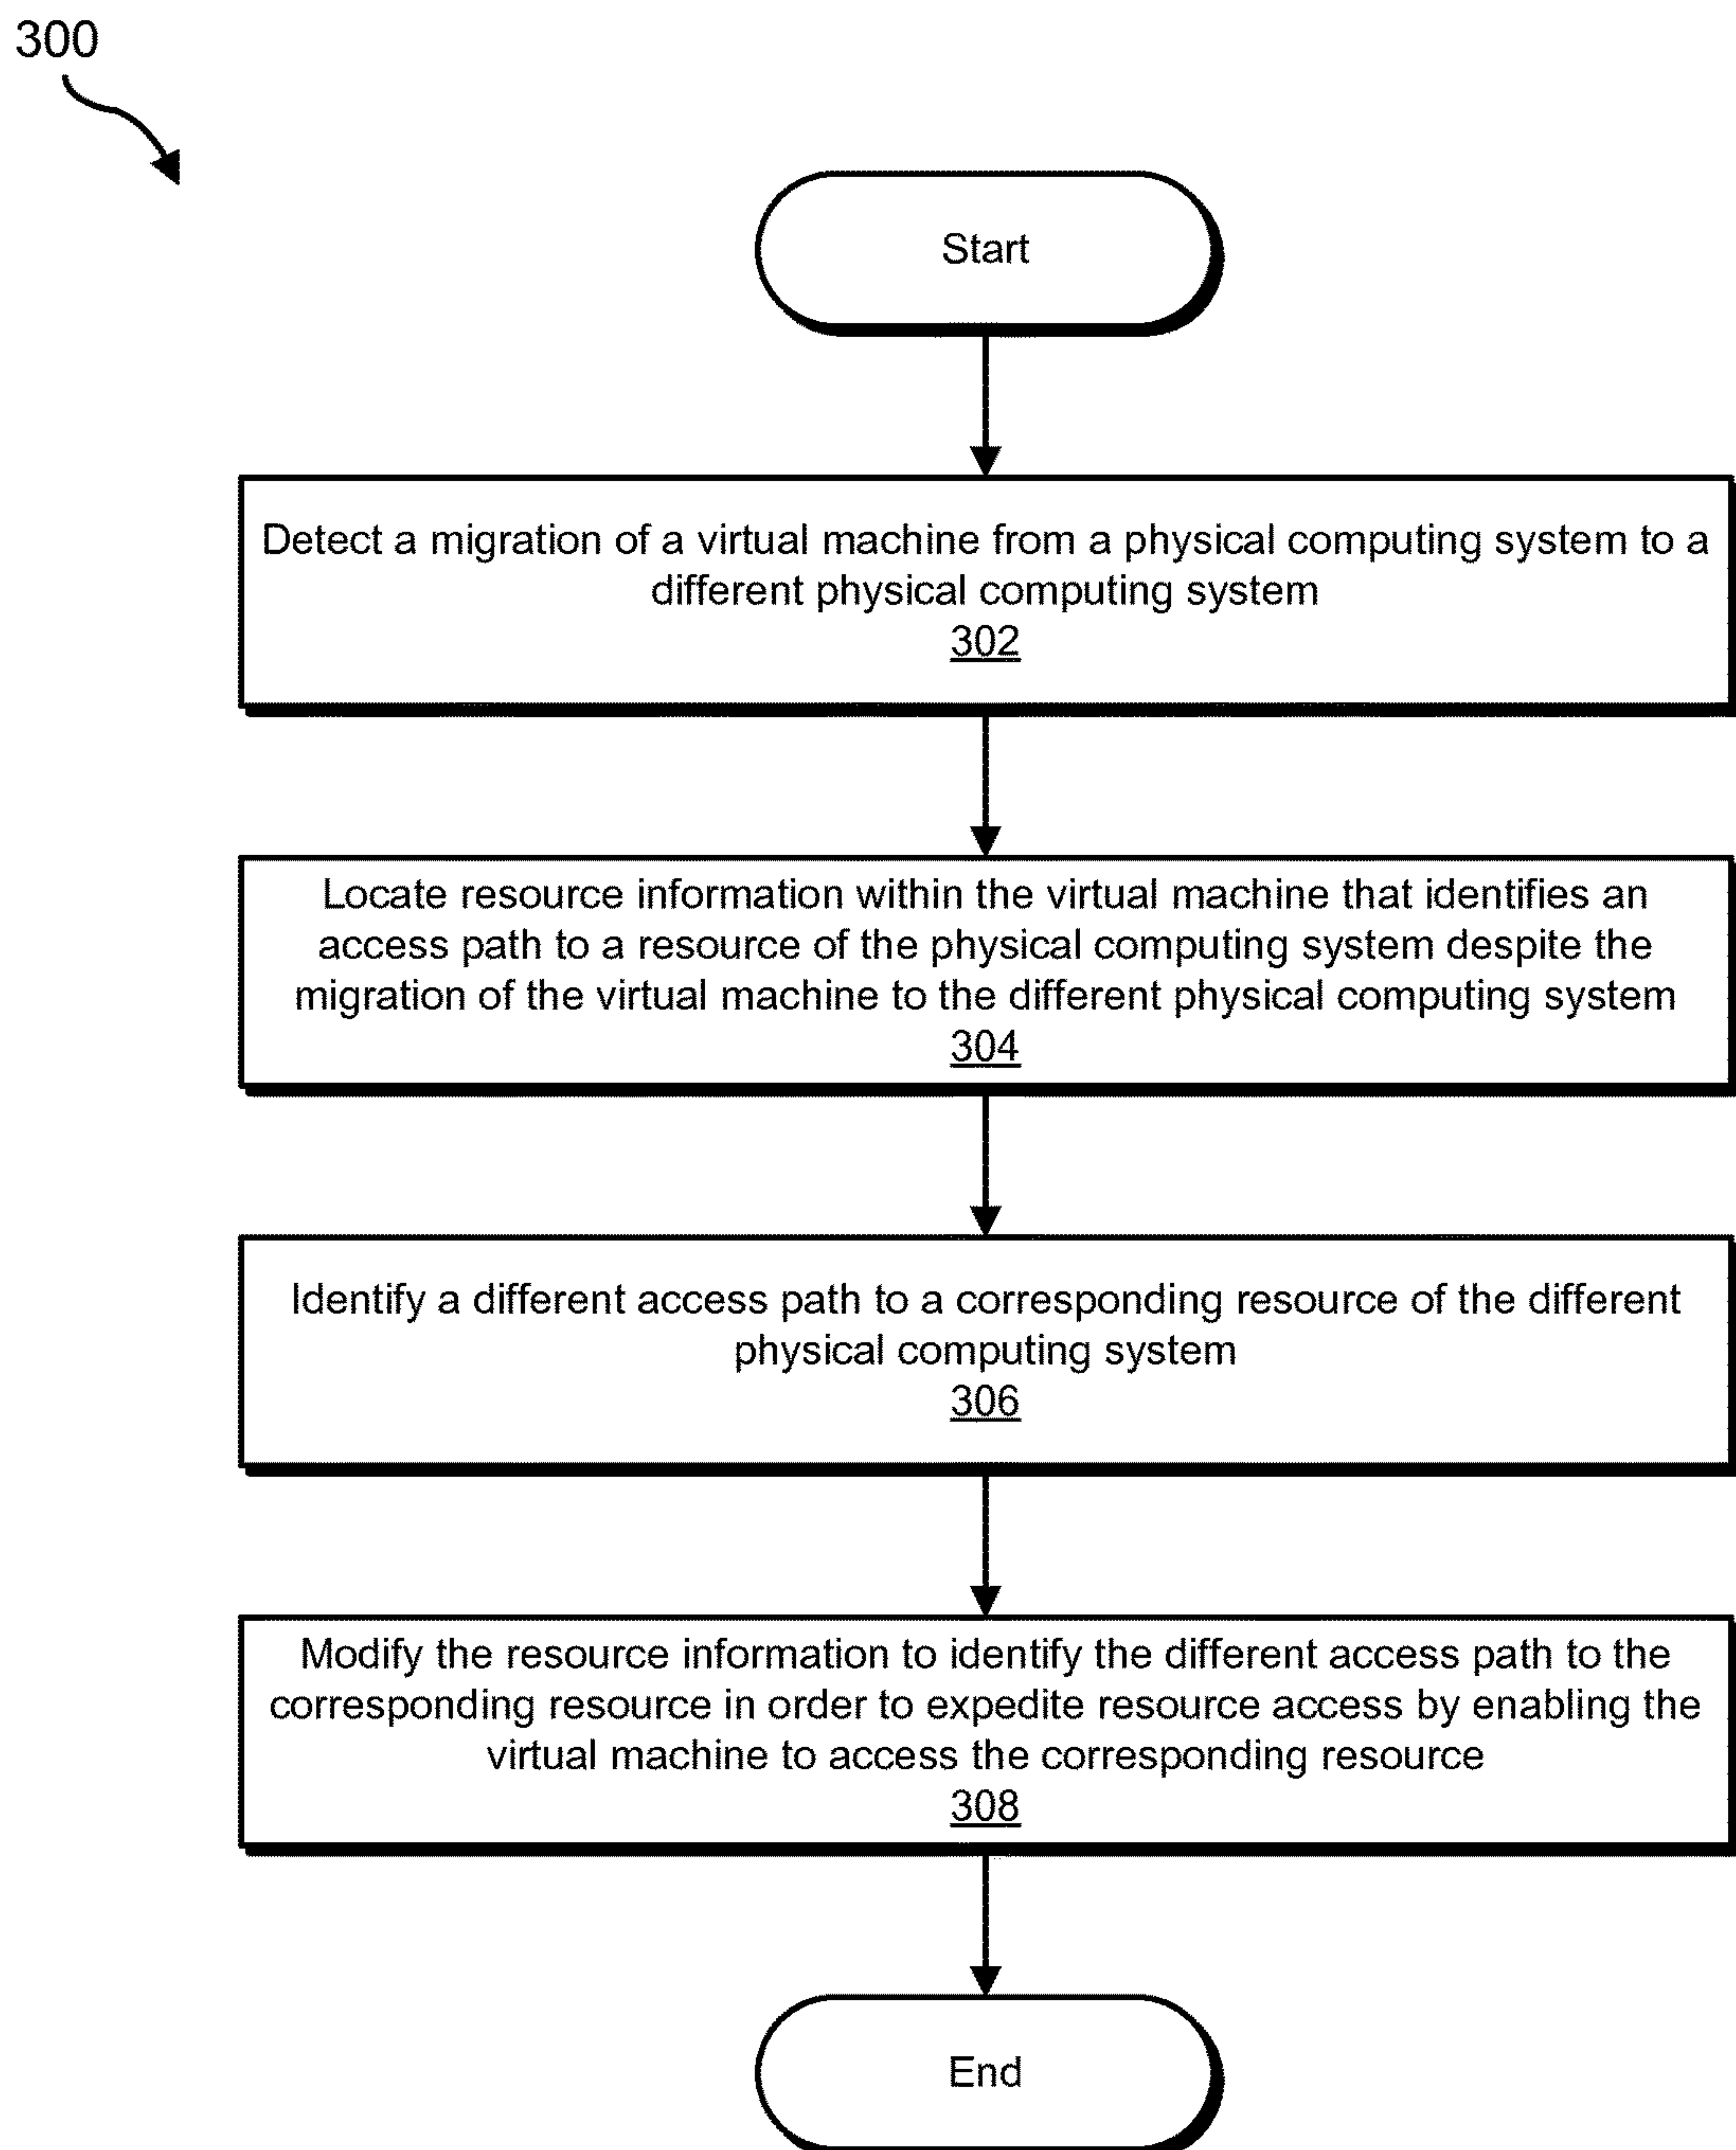 300
Start
Detect a migration of a virtual machine from a physical computing system to a
different physical computing system
302
Locate resource information within the virtual machine that identifies an
access path to a resource of the physical computing system despite the
migration of the virtual machine to the different physical computing system
304
Identify a different access path to a corresponding resource of the different
physical computing system
306
Modify the resource information to identify the different access path to the
corresponding resource in order to expedite resource access by enabling the
virtual machine to access the corresponding resource
308
End